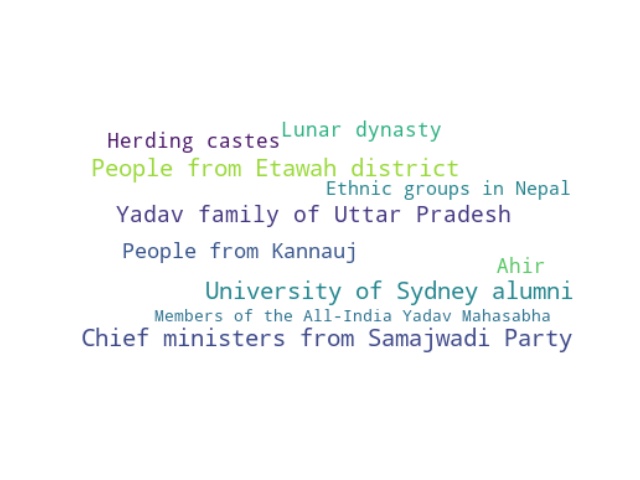 Lunar dynasty
Herding castes
People from Etawah district
Ethnic groups in Nepal
Yadav family of Uttar Pradesh
People from Kannauj
Ahir
University of Sydney alumni
Members of the All-India Yadav Mahasabha
Chief ministers from Samajwadi Party